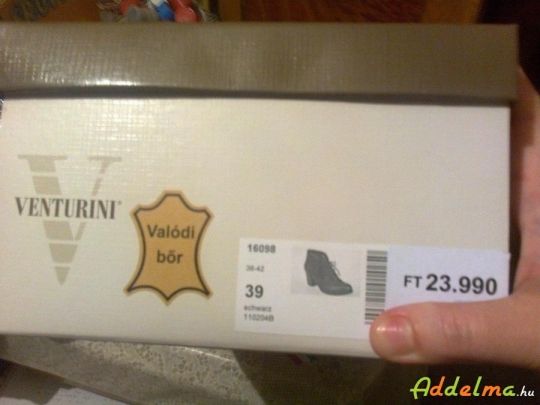 V
VENTURINI®
Valódi
bőr
16098
36-42
39
schwarz
110204B
FT 23.990
Addelma.hu